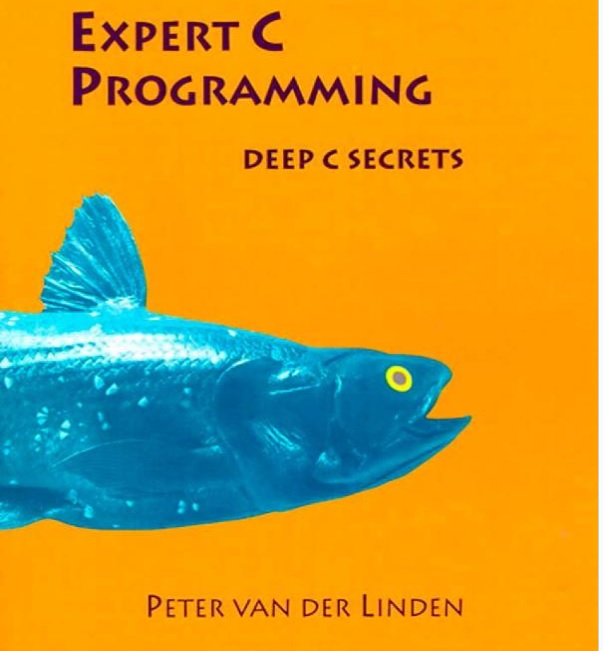 EXPERT C
PROGRAMMING
DEEP C SECRETS
PETER VAN DER LINDEN